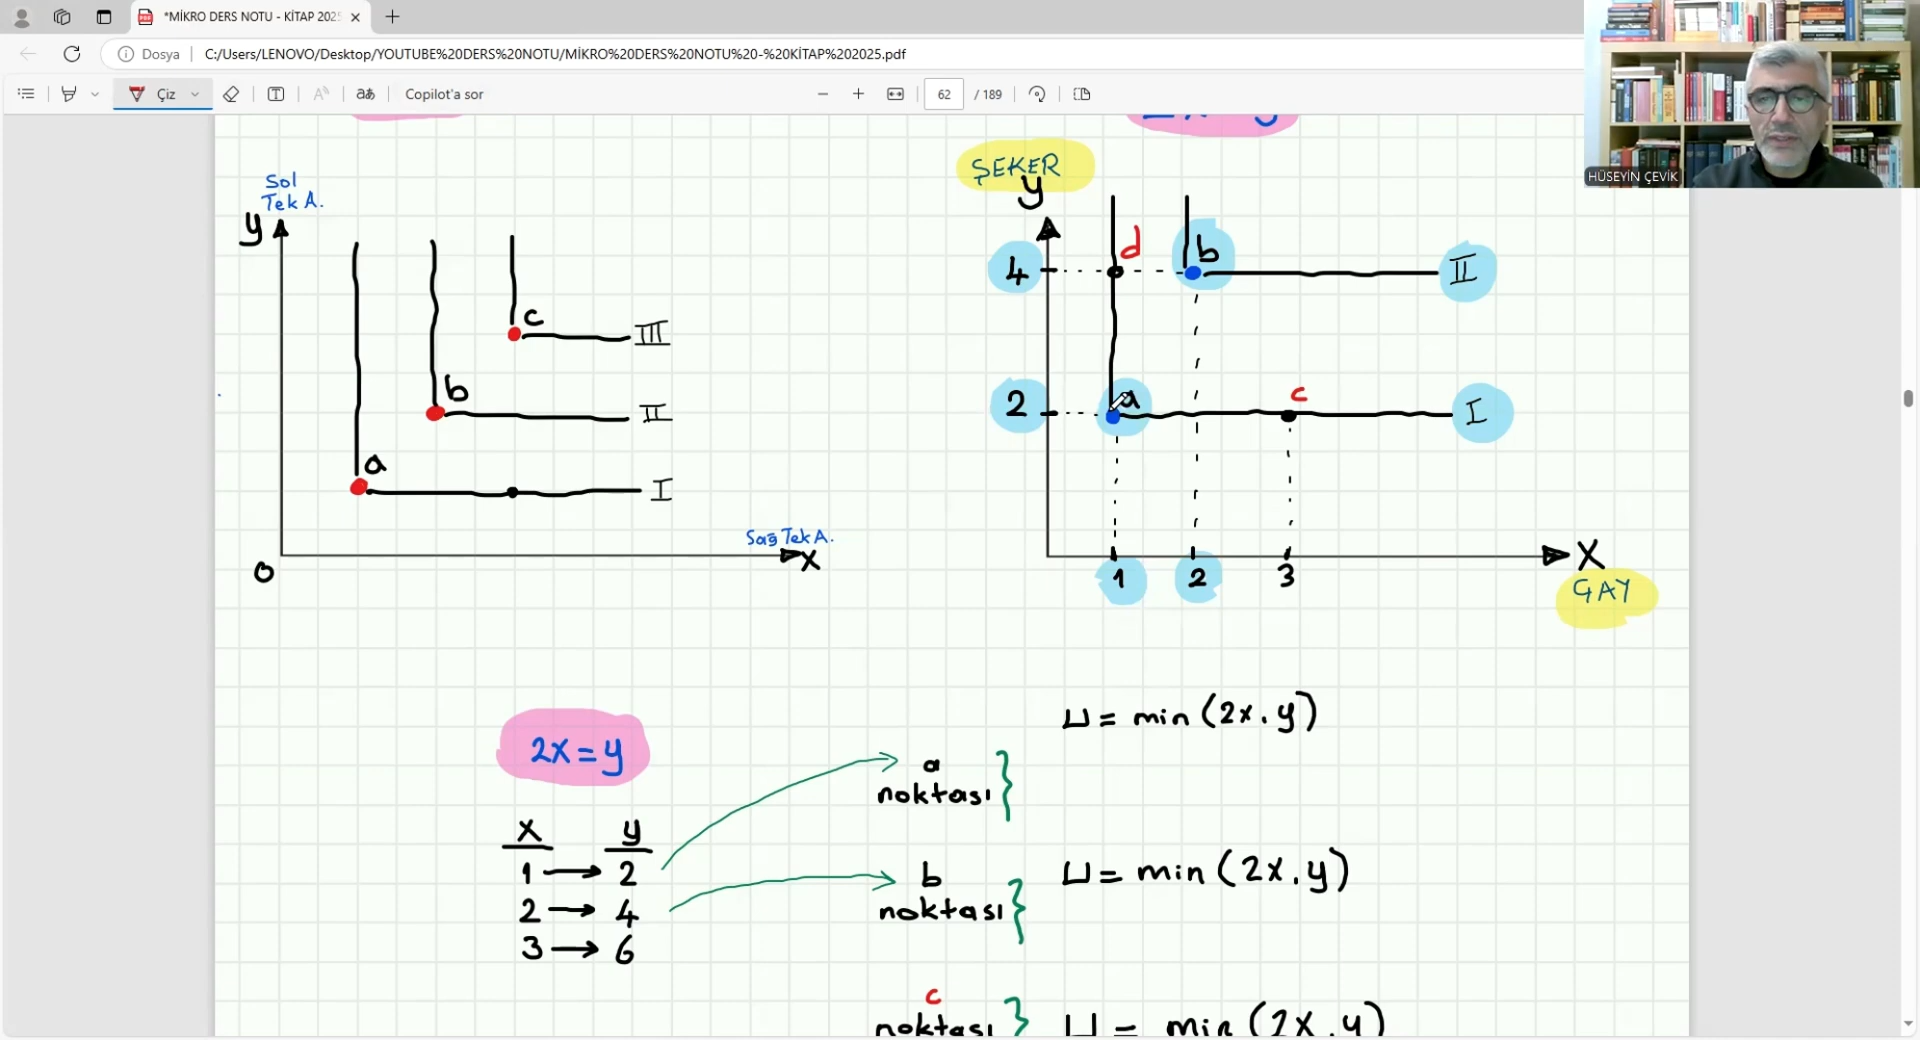 *MİKRO DERS NOTU - KİTAP 2025
Dosya
C:/Users/LENOVO/Desktop/YOUTUBE%20DERS%20NOTU/MİKRO%20DERS%20NOTU%20-%20KİTAP%202025.pdf
Çiz
Copilot'a sor
62 / 189
HÜSEYİN ÇEVİK
Sol
Tek A.
y
c
III
b
II
a
I
Sağ Tek A.
x
0
ŞEKER
y
4
d
b
II
2
a
c
I
1
2
3
X
ÇAY
2x = y
x y
1 → 2
2 → 4
3 → 6
a
noktası
U = min (2x, y)
b
noktası
U = min (2x, y)
c
noktası
U = min (2x, y)